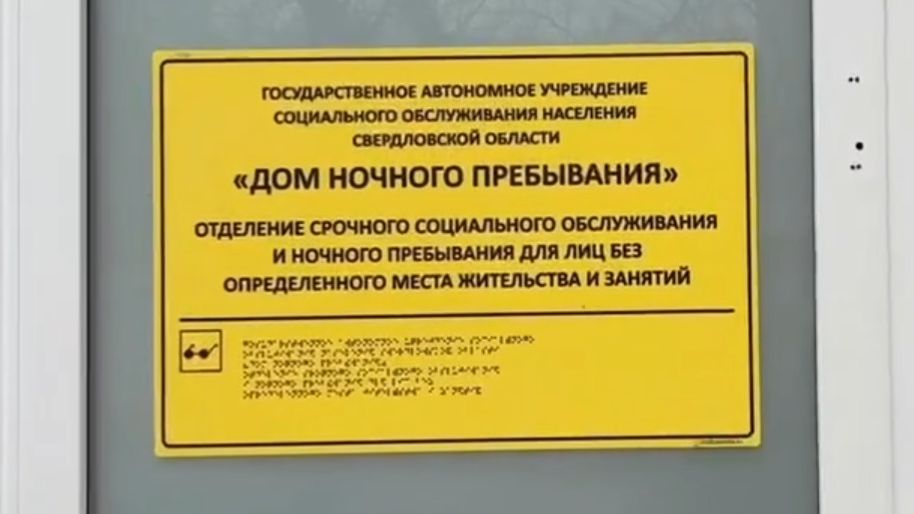 ГОСУДАРСТВЕННОЕ АВТОНОМНОЕ УЧРЕЖДЕНИЕ
СОЦИАЛЬНОГО ОБСЛУЖИВАНИЯ НАСЕЛЕНИЯ
СВЕРДЛОВСКОЙ ОБЛАСТИ
«ДОМ НОЧНОГО ПРЕБЫВАНИЯ»
ОТДЕЛЕНИЕ СРОЧНОГО СОЦИАЛЬНОГО ОБСЛУЖИВАНИЯ
И НОЧНОГО ПРЕБЫВАНИЯ ДЛЯ ЛИЦ БЕЗ
ОПРЕДЕЛЕННОГО МЕСТА ЖИТЕЛЬСТВА И ЗАНЯТИЙ